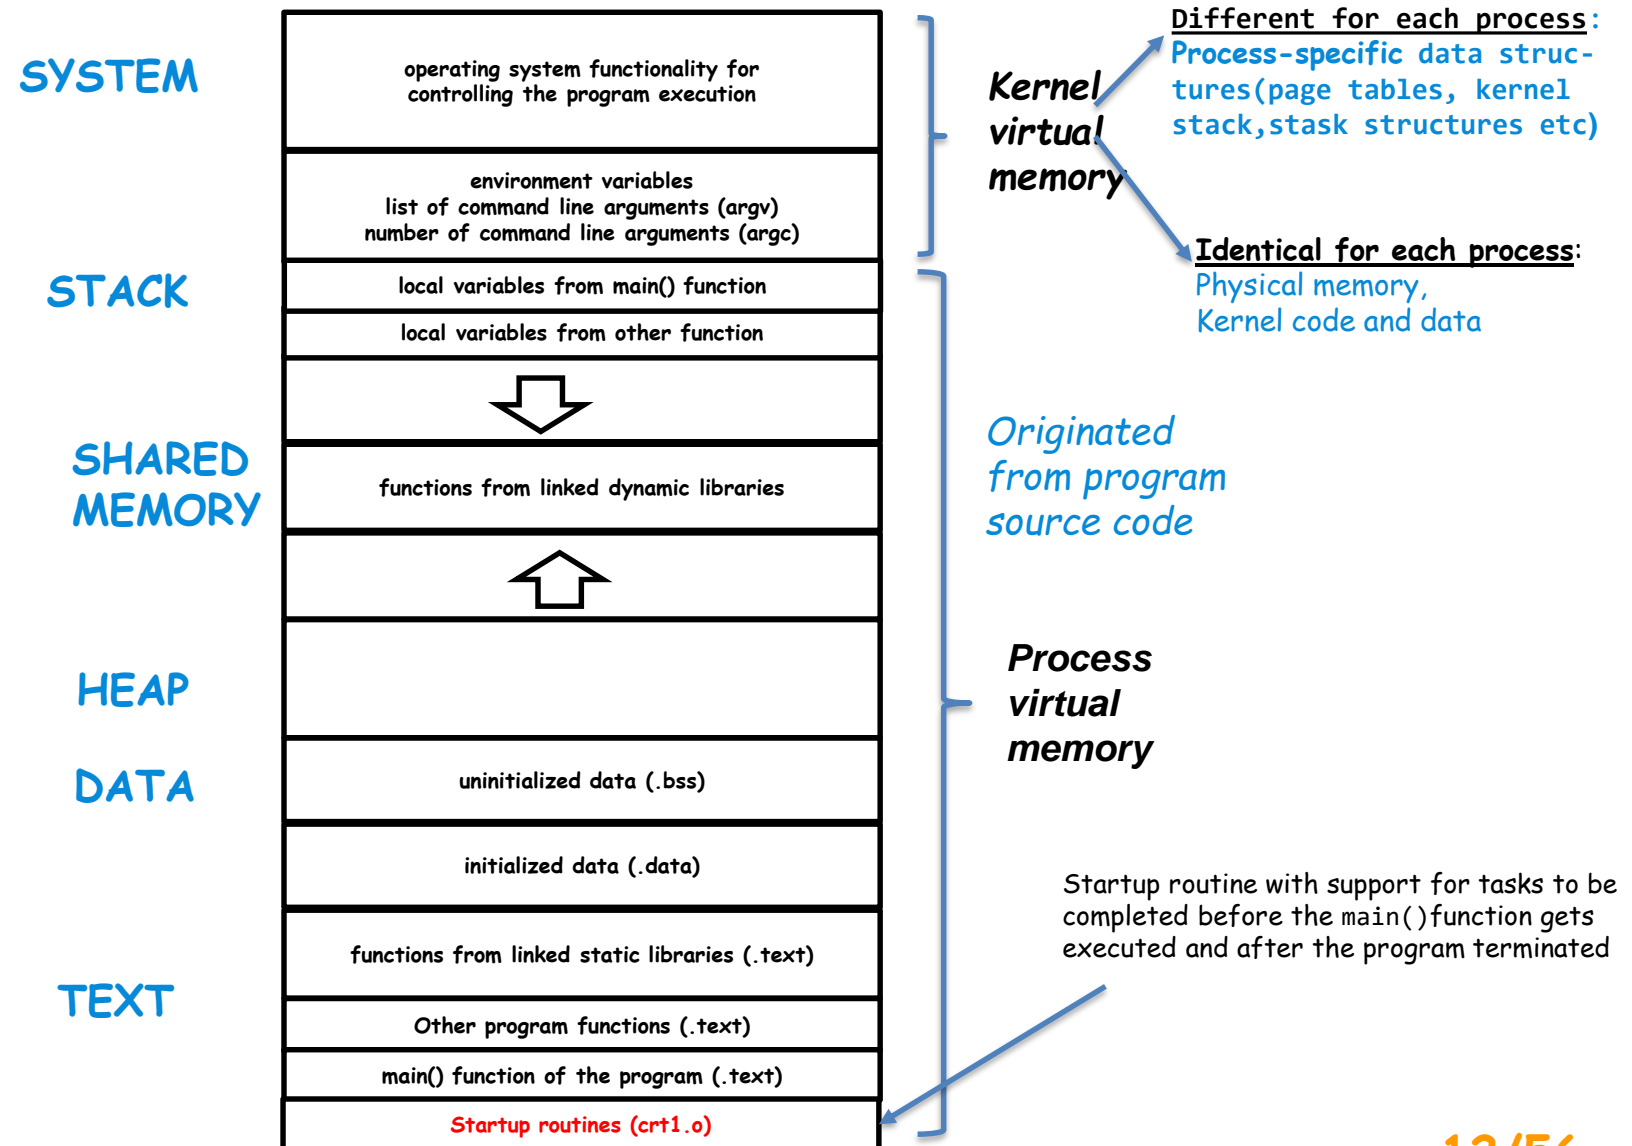 SYSTEM
operating system functionality for
controlling the program execution
environment variables
list of command line arguments (argv)
number of command line arguments (argc)
Kernel
virtual
memory
Different for each process:
Process-specific data struc-
tures(page tables, kernel
stack,stask structures etc)
Identical for each process:
Physical memory,
Kernel code and data
STACK
local variables from main() function
local variables from other function
SHARED
MEMORY
functions from linked dynamic libraries
Originated
from program
source code
HEAP
Process
virtual
memory
DATA
uninitialized data (.bss)
initialized data (.data)
Startup routine with support for tasks to be
completed before the main()function gets
executed and after the program terminated
TEXT
functions from linked static libraries (.text)
Other program functions (.text)
main() function of the program (.text)
Startup routines (crt1.o)